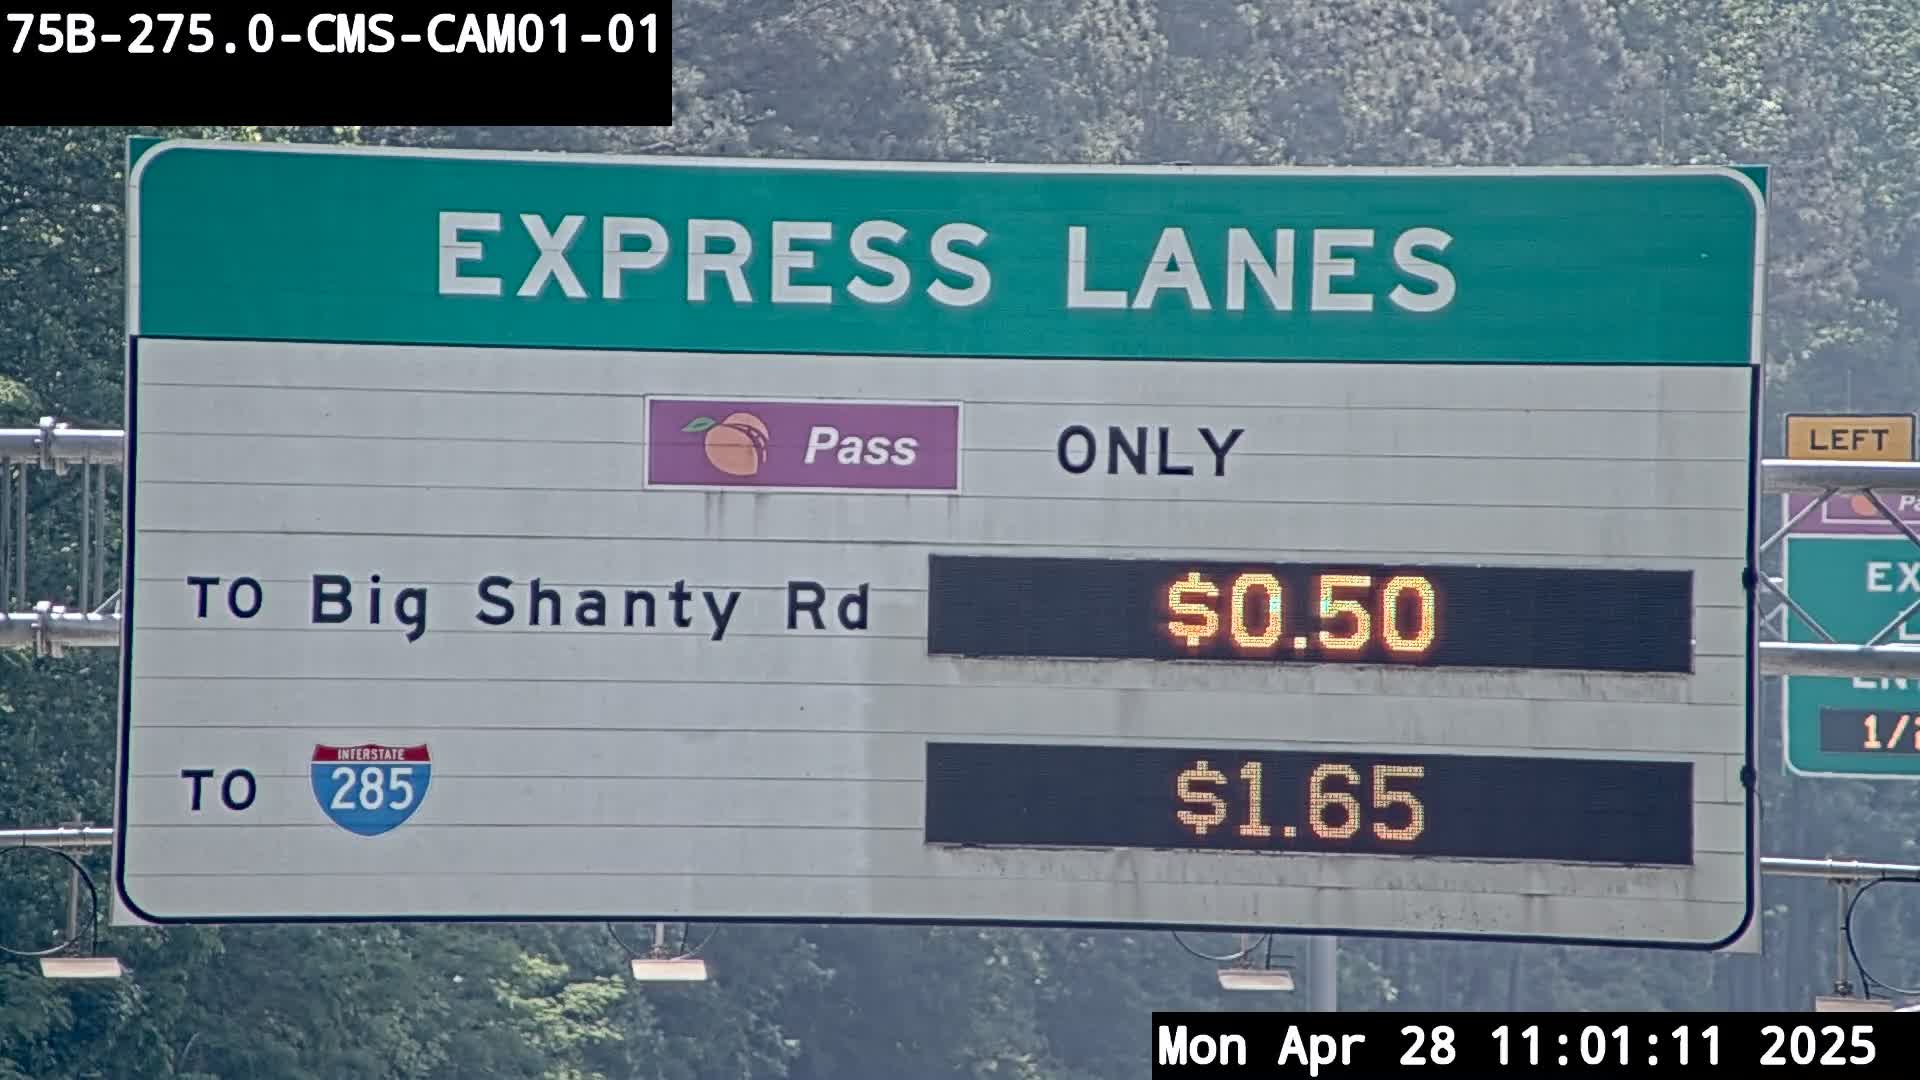 75B-275.0-CMS-CAM01-01
EXPRESS LANES
Pass ONLY
TO Big Shanty Rd $0.50
TO INTERSTATE 285 $1.65
LEFT
Mon Apr 28 11:01:11 2025